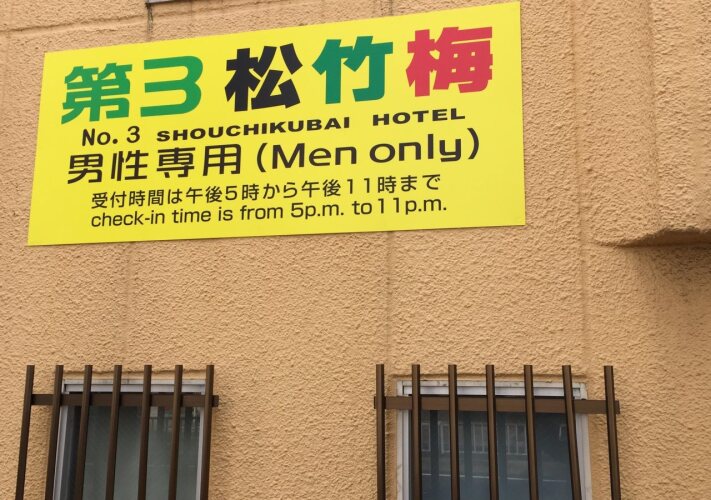 第3松竹梅
No. 3 SHOUCHIKUBAI HOTEL
男性専用(Men only)
受付時間は午後5時から午後11時まで
check-in time is from 5p.m. to 11p.m.